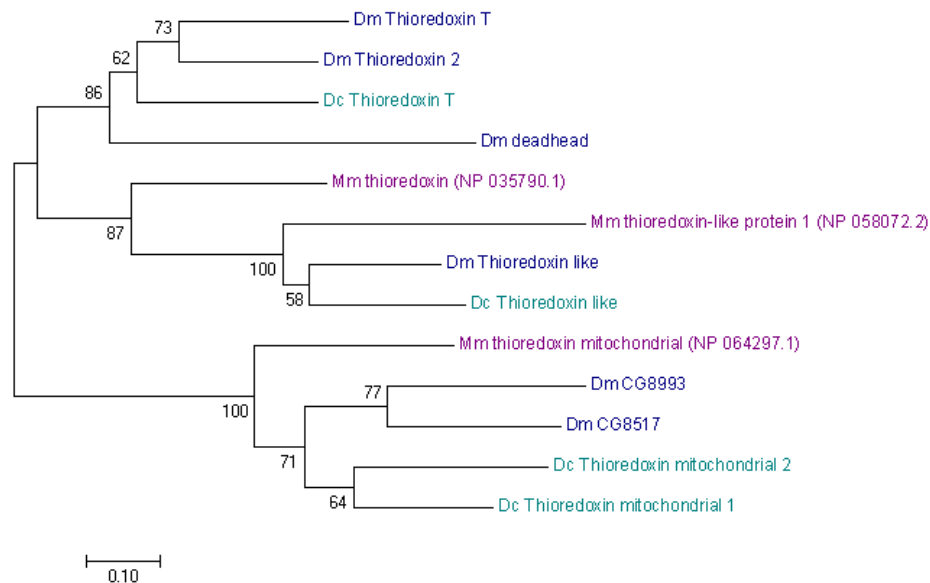 Dm Thioredoxin T
73
Dm Thioredoxin 2
62
86
Dc Thioredoxin T
Dm deadhead
Mm thioredoxin (NP 035790.1)
Mm thioredoxin-like protein 1 (NP 058072.2)
87
Dm Thioredoxin like
100
58
Dc Thioredoxin like
Mm thioredoxin mitochondrial (NP 064297.1)
77
Dm CG8993
100
Dm CG8517
71
Dc Thioredoxin mitochondrial 2
64
Dc Thioredoxin mitochondrial 1
0.10